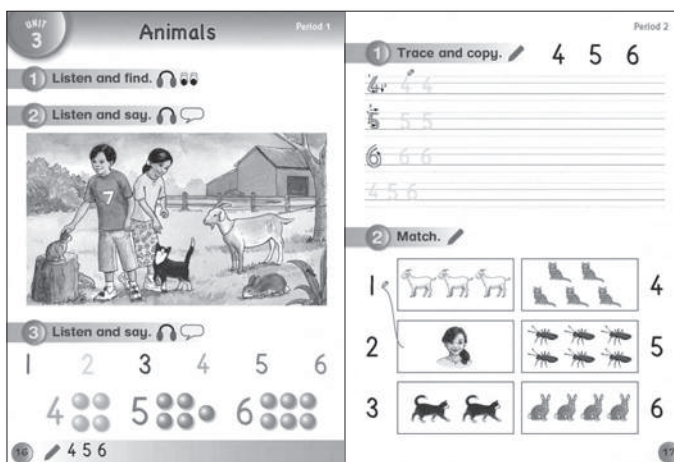 UNIT
3
Animals
Period 1
1 Listen and find.
2 Listen and say.
7
3 Listen and say.
1 2 3 4 5 6
4 5 6
16 4 5 6
Period 2
1 Trace and copy. 4 5 6
4 4 4
5 5 5
6 6 6
4 5 6
2 Match.
1 4
2 5
3 6
17